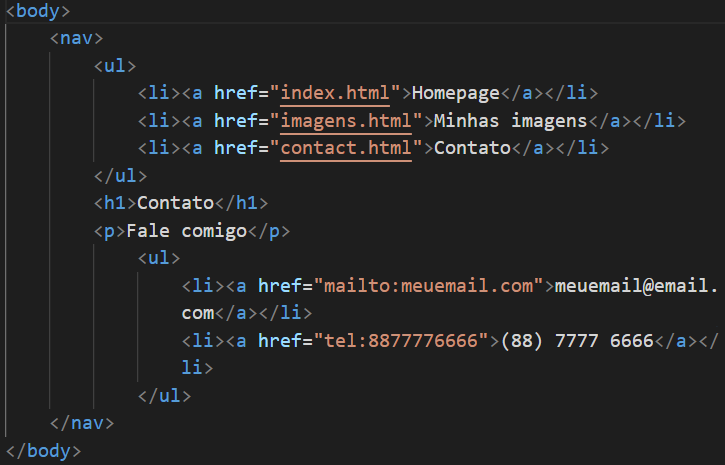 <body>
<nav>
<ul>
<li><a href="index.html">Homepage</a></li>
<li><a href="imagens.html">Minhas imagens</a></li>
<li><a href="contact.html">Contato</a></li>
</ul>
<h1>Contato</h1>
<p>Fale comigo</p>
<ul>
<li><a href="mailto:meuemail.com">meuemail@email.
com</a></li>
<li><a href="tel:8877776666">(88) 7777 6666</a></
li>
</ul>
</nav>
</body>